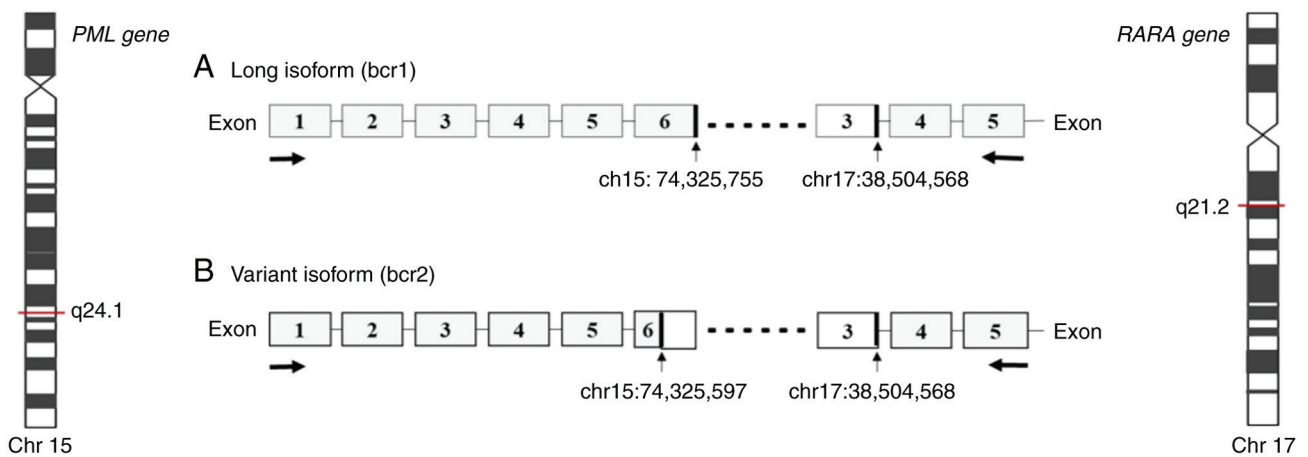 PML gene
RARA gene
A Long isoform (bcr1)
Exon 1 2 3 4 5 6 3 4 5 Exon
ch15: 74,325,755 chr17:38,504,568
q21.2
B Variant isoform (bcr2)
q24.1
Exon 1 2 3 4 5 6 3 4 5 Exon
chr15:74,325,597 chr17:38,504,568
Chr 15
Chr 17